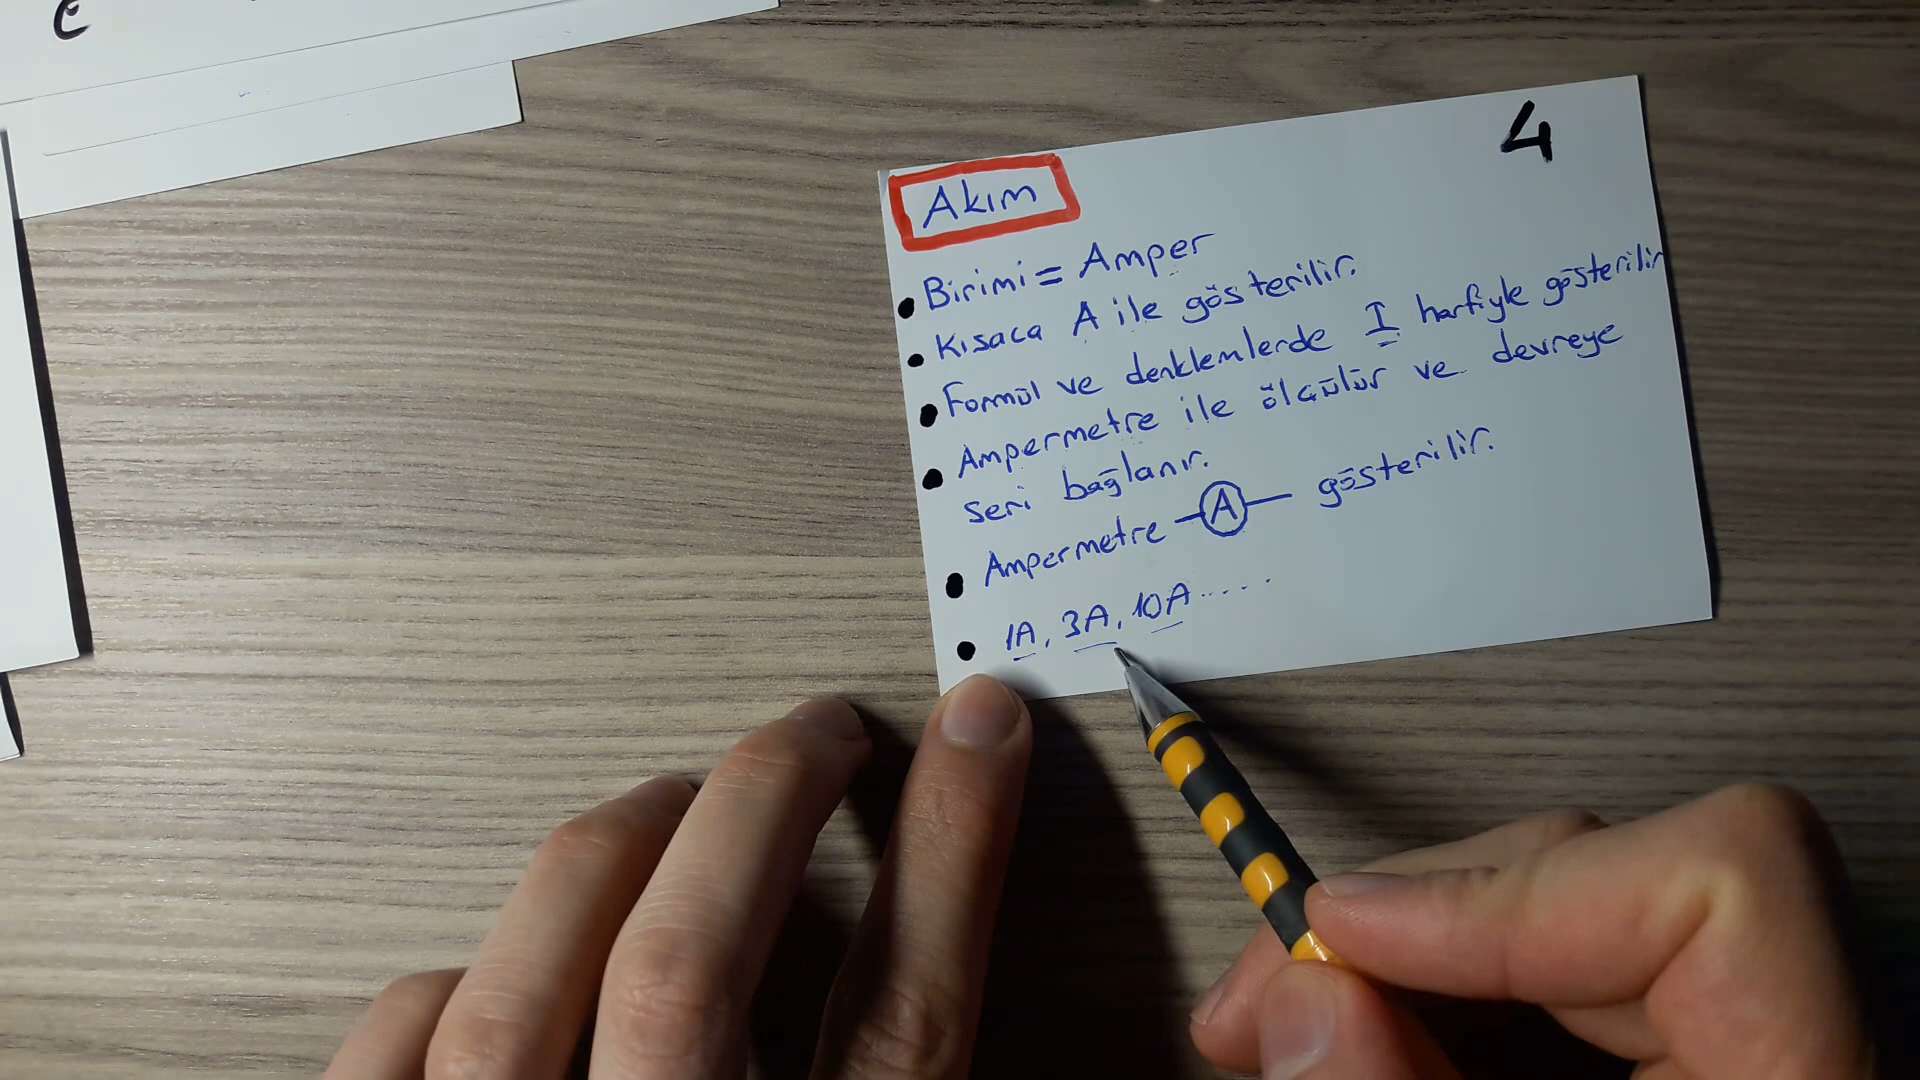 4
Akım
Birimi = Amper
Kısaca A ile gösterilir.
Formül ve denklemlerde I harfiyle gösterilir
Ampermetre ile ölçülür ve devreye
seri bağlanır.
Ampermetre A gösterilir.
1A, 3A, 10A....